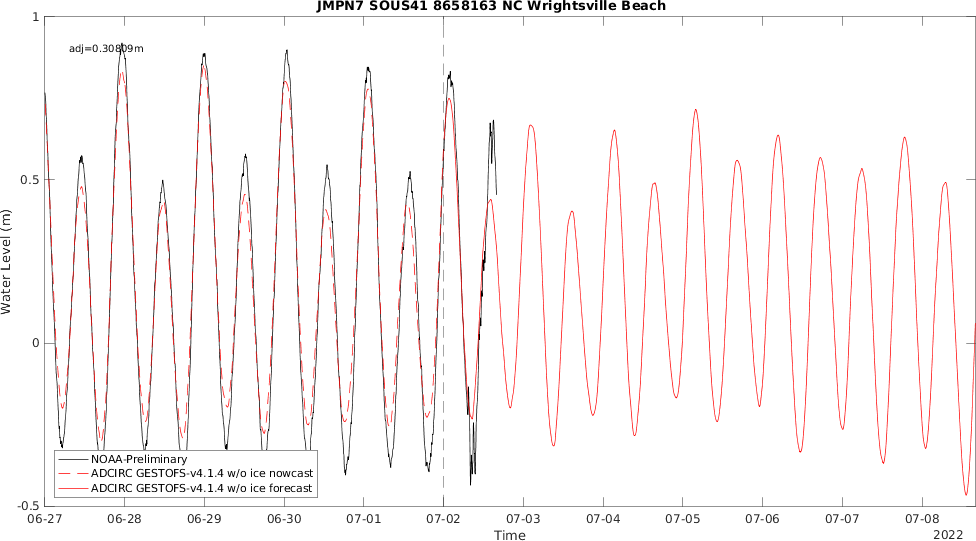 JMPN7 SOUS41 8658163 NC Wrightsville Beach
adj=0.30809m
1
0.5
0
-0.5
Water Level (m)
NOAA-Preliminary
ADCIRC GESTOFS-v4.1.4 w/o ice nowcast
ADCIRC GESTOFS-v4.1.4 w/o ice forecast
06-27 06-28 06-29 06-30 07-01 07-02 07-03 07-04 07-05 07-06 07-07 07-08
Time
2022